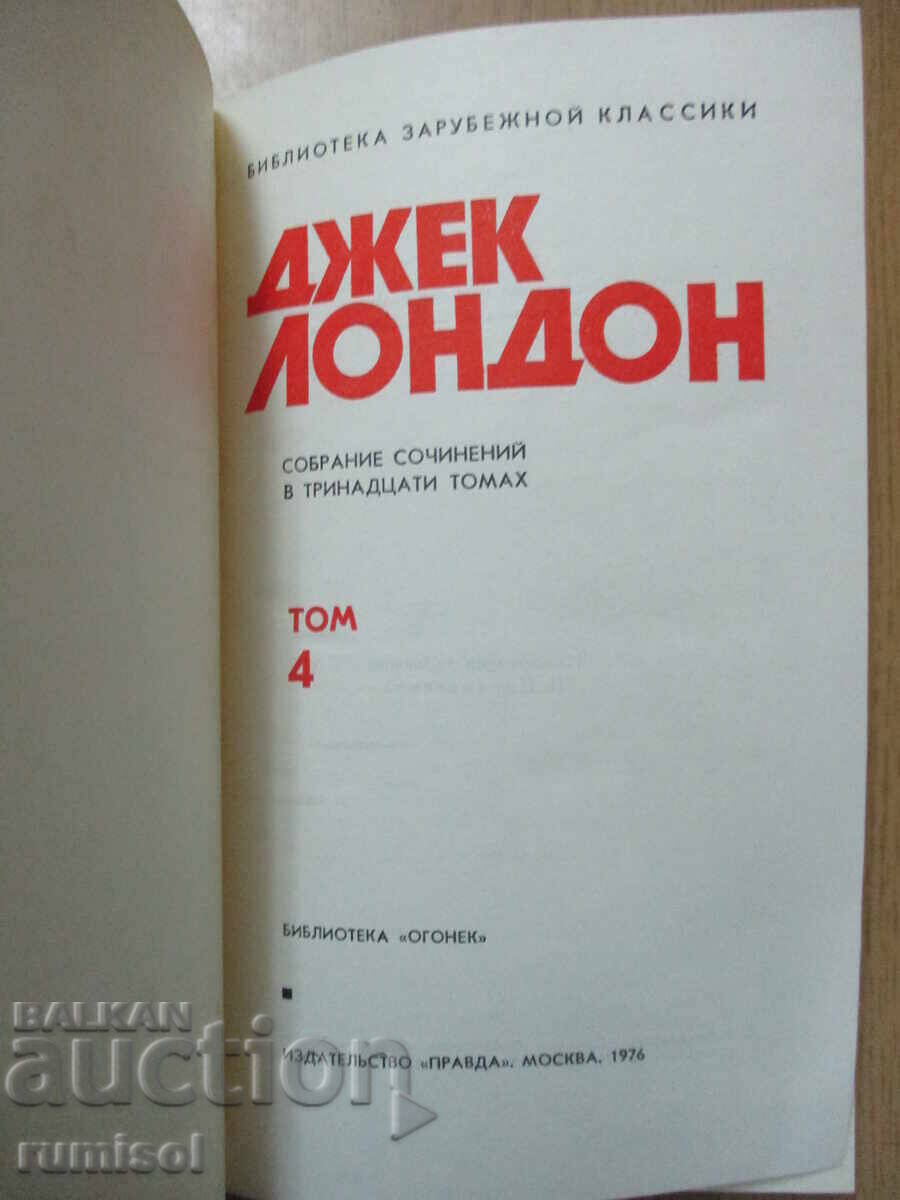 БИБЛИОТЕКА ЗАРУБЕЖНОЙ КЛАССИКИ
ДЖЕК
ЛОНДОН
СОБРАНИЕ СОЧИНЕНИЙ
В ТРИНАДЦАТИ ТОМАХ
ТОМ
4
БИБЛИОТЕКА «ОГОНЕК»
ИЗДАТЕЛЬСТВО «ПРАВДА». МОСКВА. 1976
BALKAN
auction
rumisol